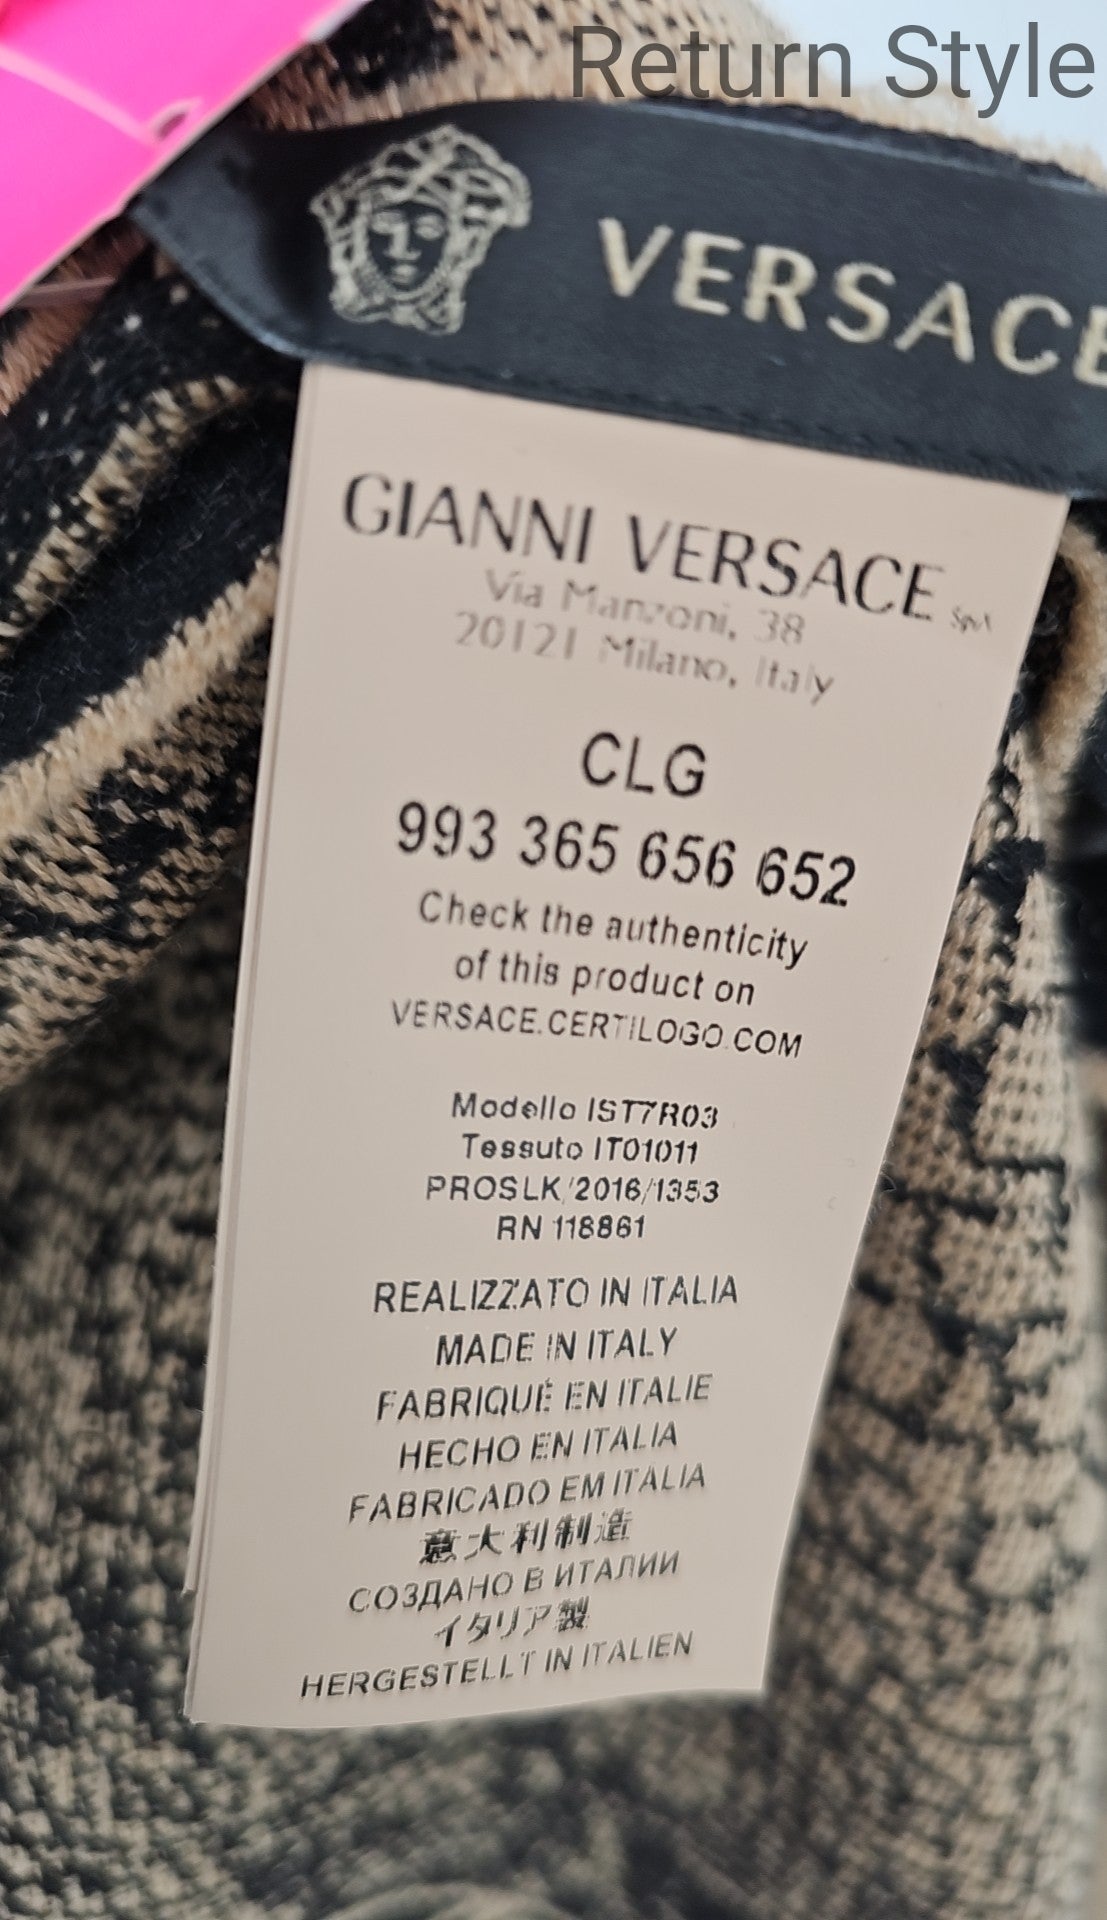 Return Style
VERSACE
GIANNI VERSACE SpA
Via Manzoni, 38
20121 Milano, Italy
CLG
993 365 656 652
Check the authenticity
of this product on
VERSACE.CERTILOGO.COM
Modello IST7R03
Tessuto IT01011
PROSLK/2016/1353
RN 118861
REALIZZATO IN ITALIA
MADE IN ITALY
FABRIQUÉ EN ITALIE
HECHO EN ITALIA
FABRICADO EM ITALIA
意大利制造
СОЗДАНО В ИТАЛИИ
イタリア製
HERGESTELLT IN ITALIEN